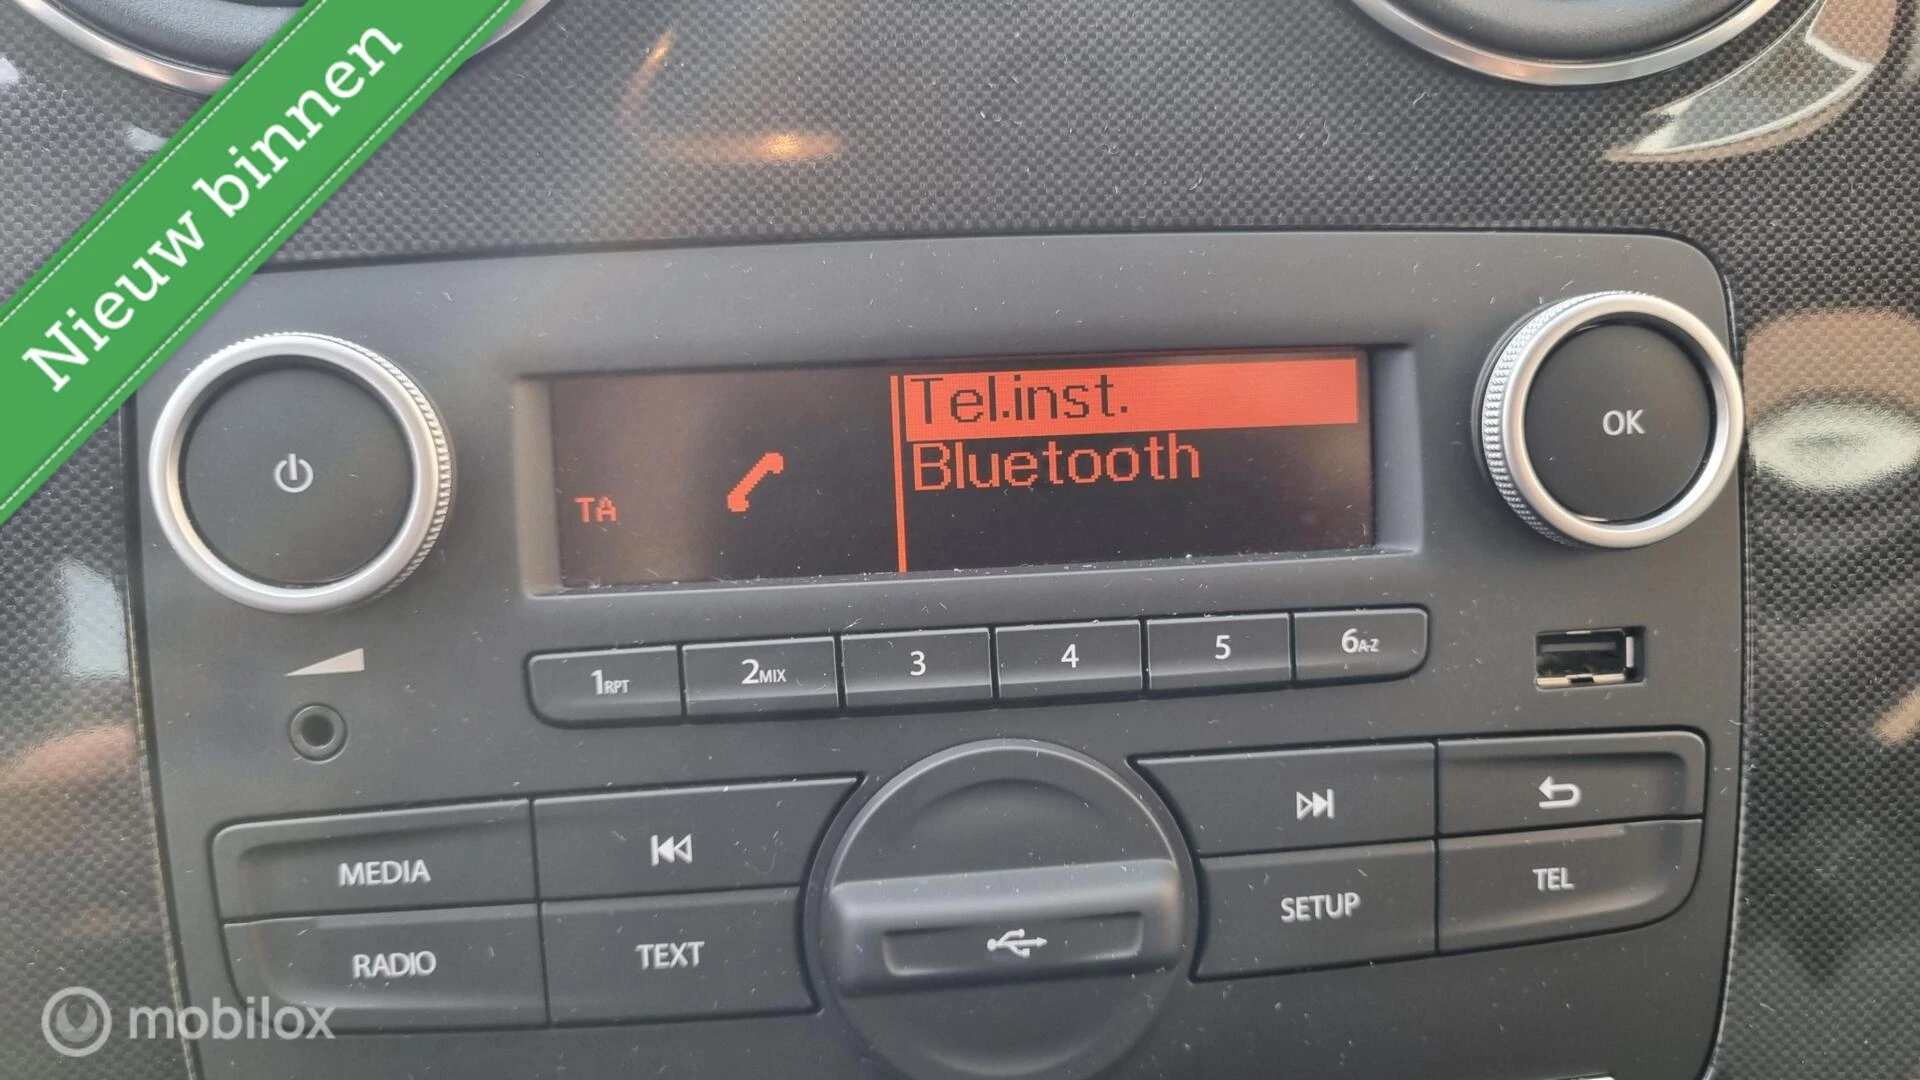 Nieuw binnen
Tel.inst.
Bluetooth
TA
OK
1RPT
2MIX
3
4
5
6A-Z
MEDIA
RADIO
TEXT
SETUP
TEL
mobilox